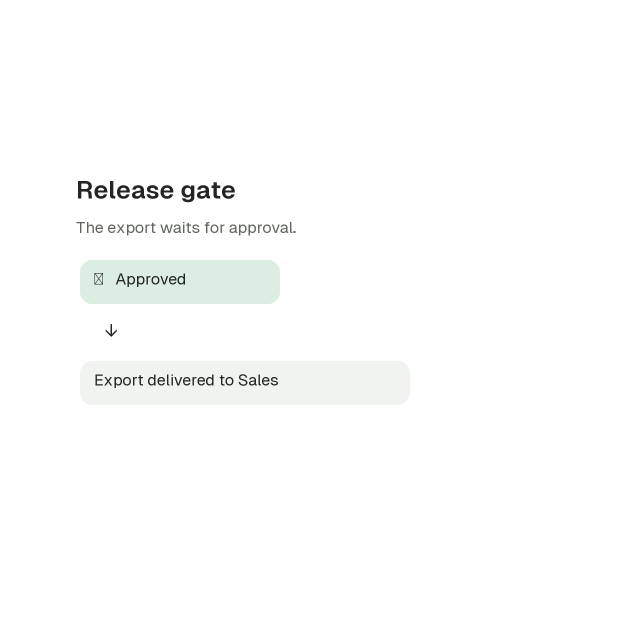 Release gate
The export waits for approval.
Approved
↓
Export delivered to Sales